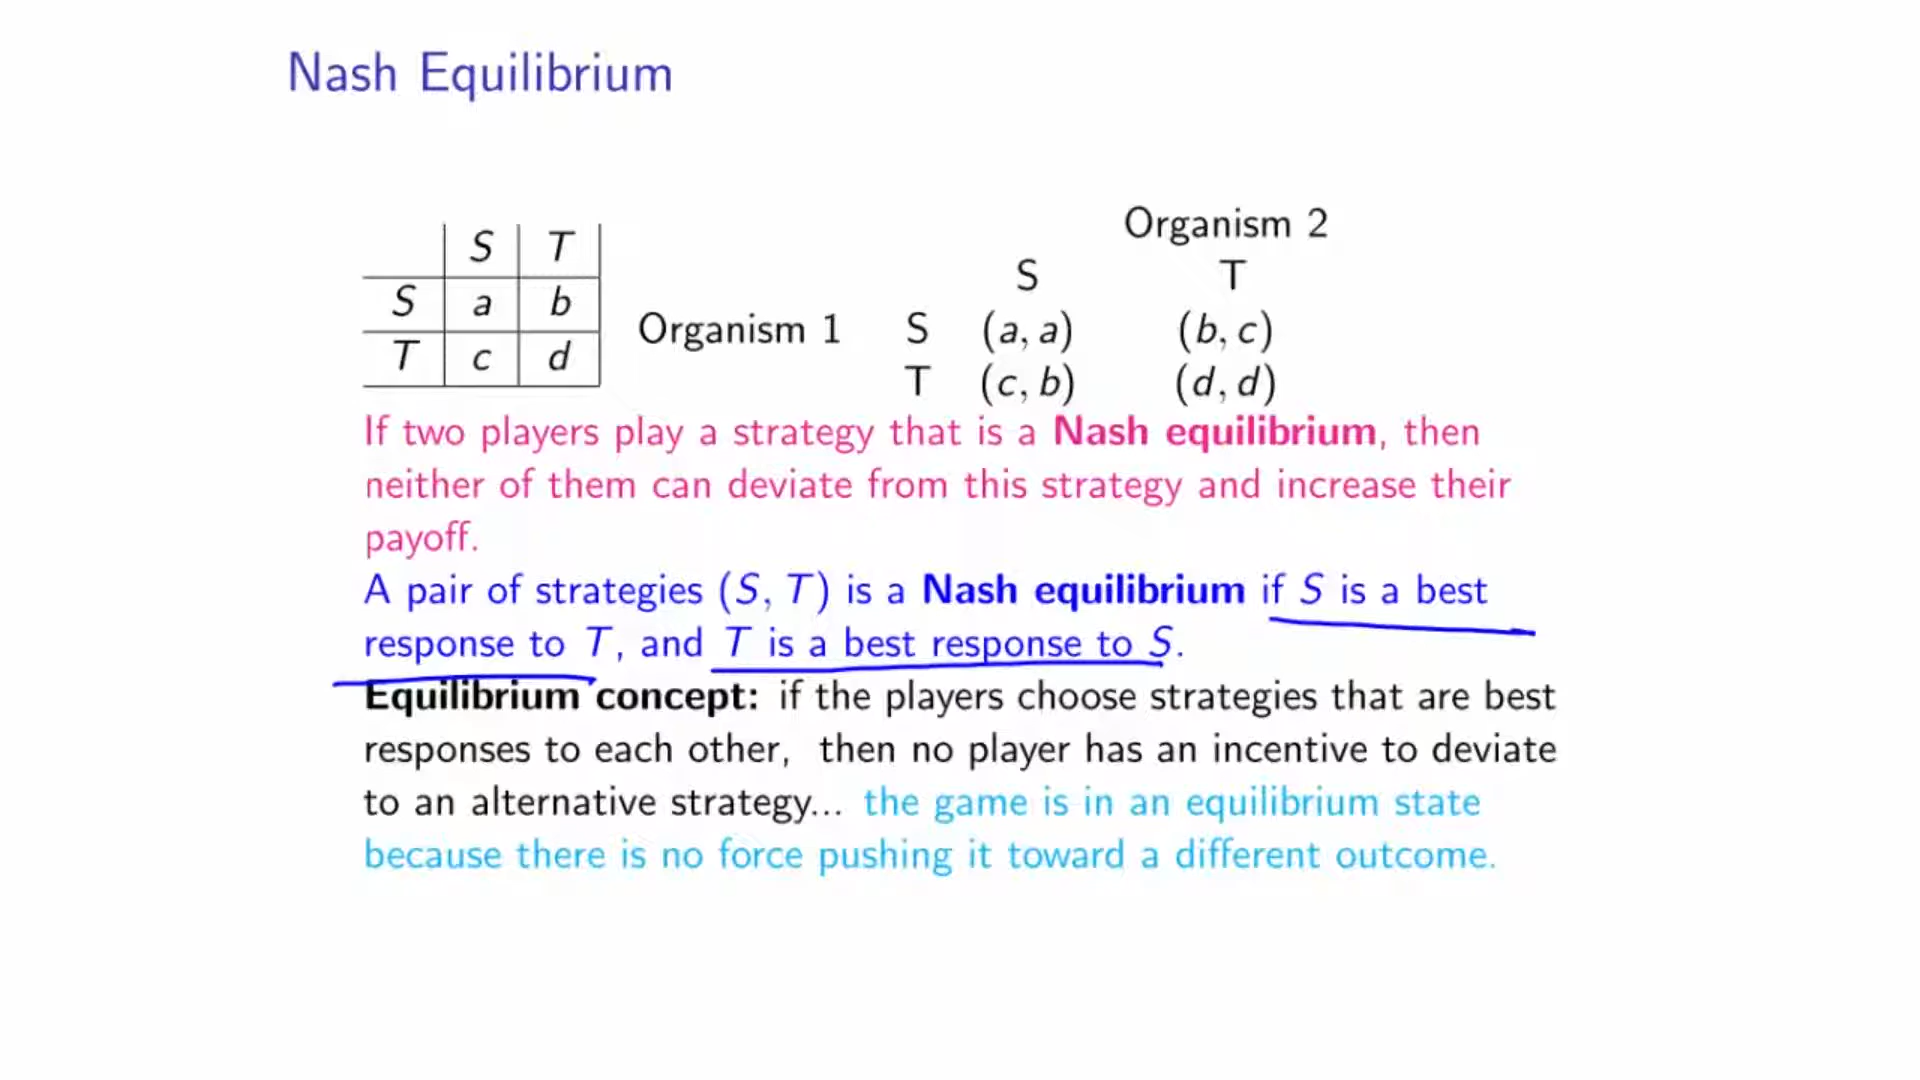 Nash Equilibrium
S T
S a b
T c d
Organism 2
S T
Organism 1 S (a, a) (b, c)
T (c, b) (d, d)
If two players play a strategy that is a Nash equilibrium, then
neither of them can deviate from this strategy and increase their
payoff.
A pair of strategies (S, T) is a Nash equilibrium if S is a best
response to T, and T is a best response to S.
Equilibrium concept: if the players choose strategies that are best
responses to each other, then no player has an incentive to deviate
to an alternative strategy... the game is in an equilibrium state
because there is no force pushing it toward a different outcome.